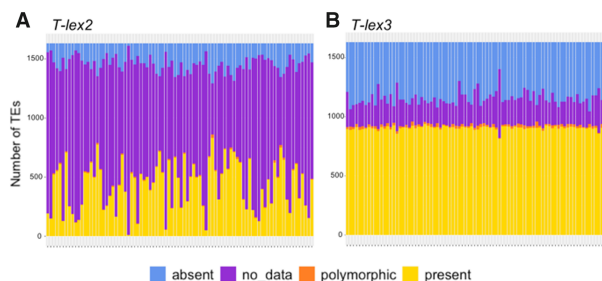 A T-lex2
B T-lex3
Number of TEs
1500
1000
500
0
1500
1000
500
0
absent no_data polymorphic present